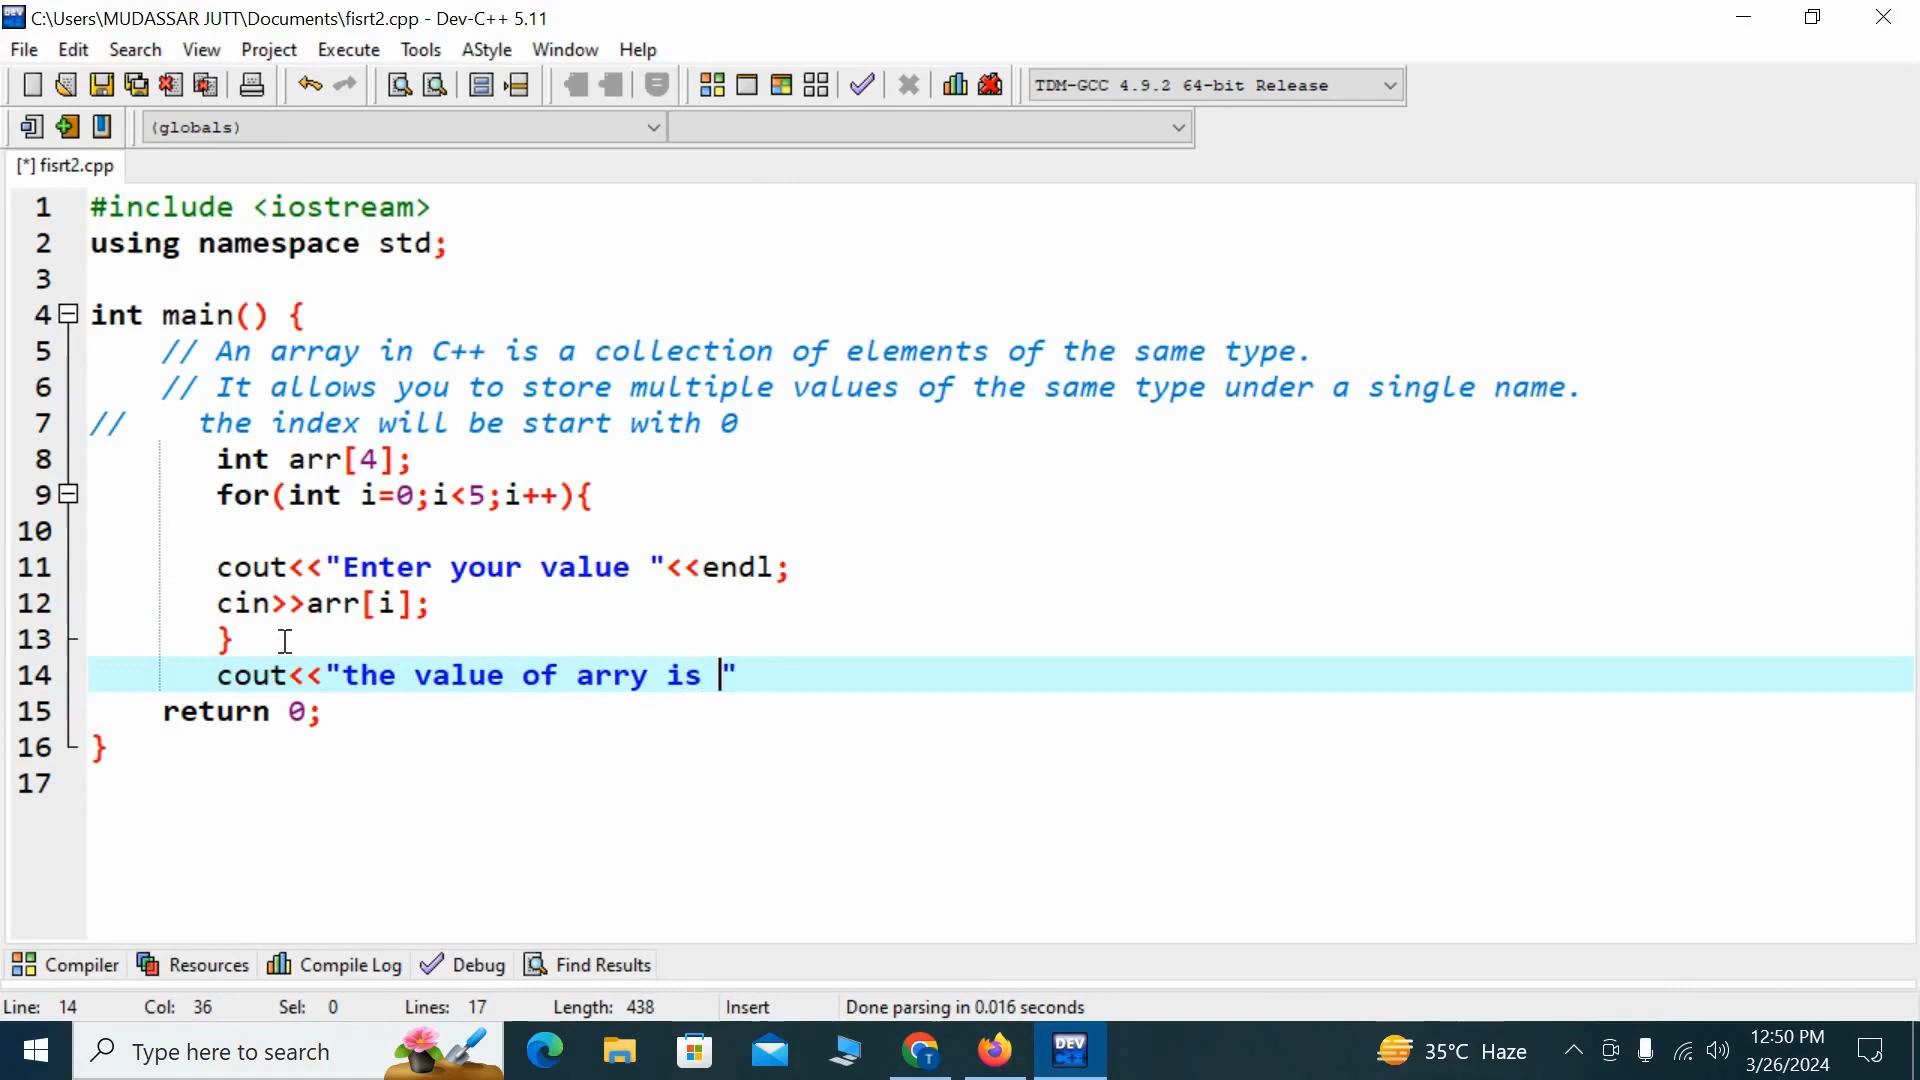 C:\Users\MUDASSAR JUTT\Documents\fisrt2.cpp - Dev-C++ 5.11
File Edit Search View Project Execute Tools AStyle Window Help
TDM-GCC 4.9.2 64-bit Release
(globals)
[*] fisrt2.cpp
1 #include <iostream>
2 using namespace std;
3
4 int main() {
5 // An array in C++ is a collection of elements of the same type.
6 // It allows you to store multiple values of the same type under a single name.
7 // the index will be start with 0
8 int arr[4];
9 for(int i=0;i<5;i++){
10
11 cout<<"Enter your value "<<endl;
12 cin>>arr[i];
13 }
14 cout<<"the value of arry is "
15 return 0;
16 }
17
Compiler Resources Compile Log Debug Find Results
Line: 14 Col: 36 Sel: 0 Lines: 17 Length: 438 Insert Done parsing in 0.016 seconds
Type here to search
DEV C++
T
35°C Haze
12:50 PM
3/26/2024